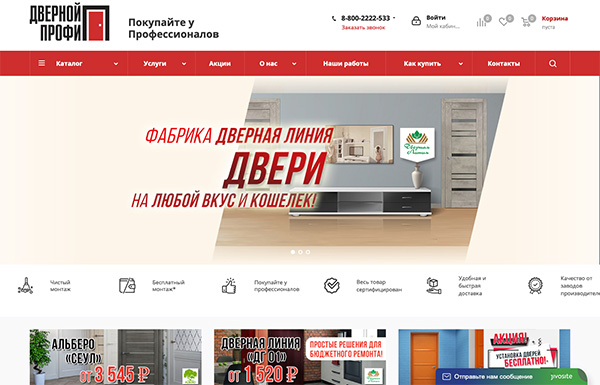 ДВЕРНОЙ
ПРОФИ
Покупайте у
Профессионалов
8-800-2222-533
Заказать звонок
Войти
Мой кабин...
0
0
0
Корзина
пуста
Каталог
Услуги
Акции
О нас
Наши работы
Как купить
Контакты
ФАБРИКА ДВЕРНАЯ ЛИНИЯ
ДВЕРИ
НА ЛЮБОЙ ВКУС И КОШЕЛЕК!
Дверная
Линия
Чистый
монтаж
Бесплатный
монтаж*
Покупайте у
профессионалов
Весь товар
сертифицирован
Удобная и
быстрая
доставка
Качество от
заводов
производителе
АЛЬБЕРО
«СЕУЛ»
от 3 545 ₽
ДВЕРНАЯ ЛИНИЯ
«ДГ 01»
от 1 520 ₽
ПРОСТЫЕ РЕШЕНИЯ ДЛЯ
БЮДЖЕТНОГО РЕМОНТА!
АКЦИЯ!
УСТАНОВКА ДВЕРЕЙ
БЕСПЛАТНО!
Отправьте нам сообщение
jivosite